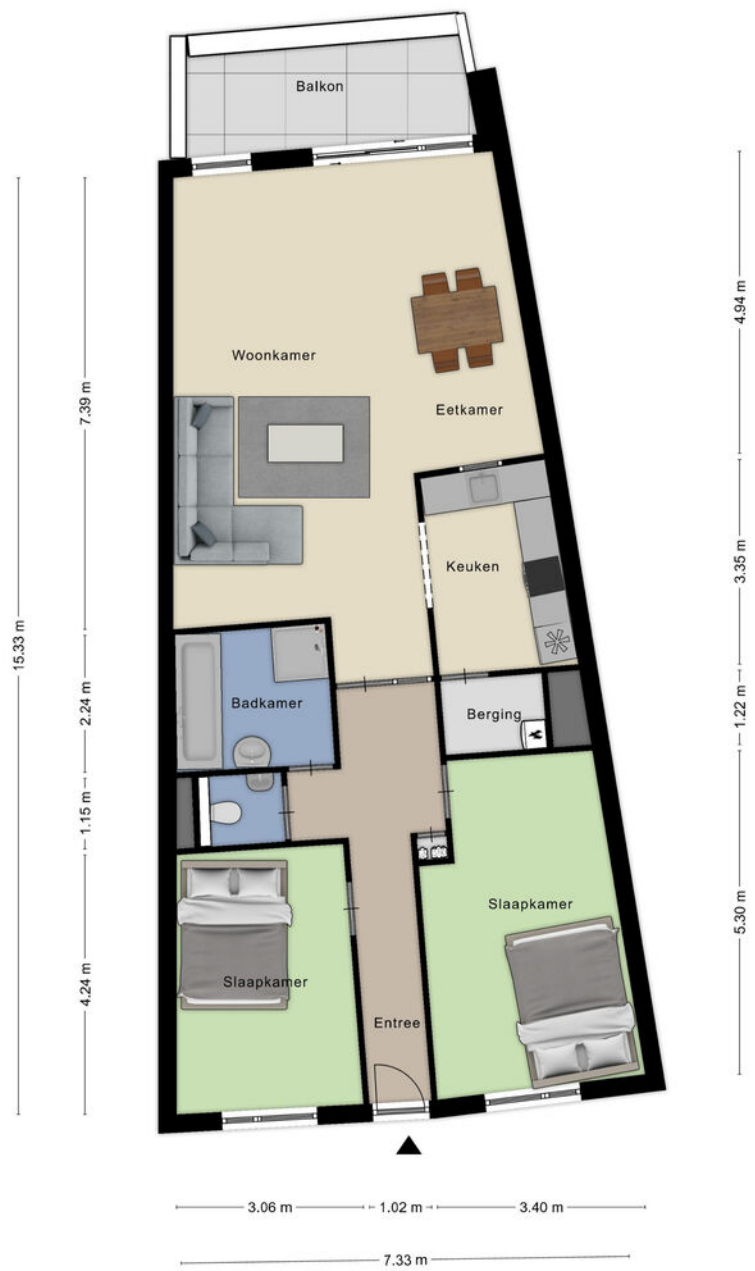 Balkon
4.94 m
Woonkamer
7.39 m
Eetkamer
Keuken
3.35 m
15.33 m
2.24 m
Badkamer
Berging
1.22 m
1.15 m
Slaapkamer
5.30 m
4.24 m
Slaapkamer
Entree
3.06 m
1.02 m
3.40 m
7.33 m